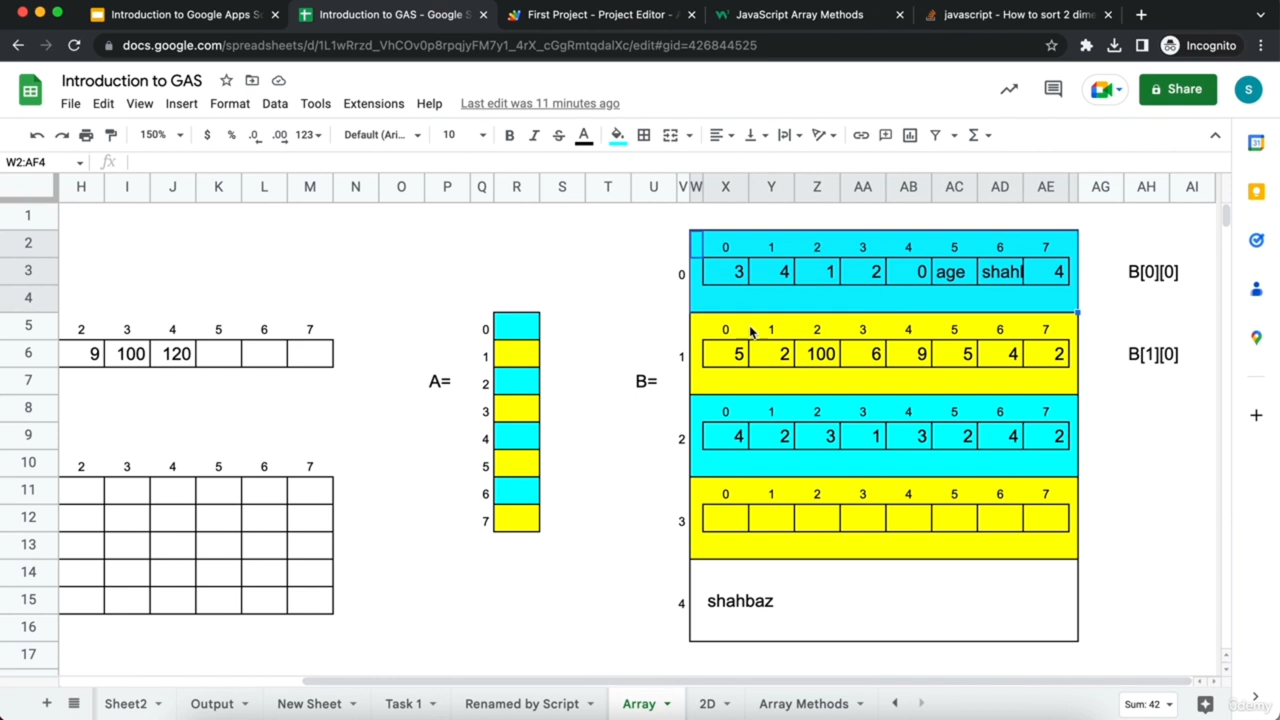 Introduction to Google Apps Sc
Introduction to GAS - Google S
First Project - Project Editor - A
JavaScript Array Methods
javascript - How to sort 2 dime
docs.google.com/spreadsheets/d/1L1wRrzd_VhCOv0p8rpqjyFM7y1_4rX_cGgRmtqdalXc/edit#gid=426844525
Incognito
Introduction to GAS
Share
S
File Edit View Insert Format Data Tools Extensions Help Last edit was 11 minutes ago
150% $ % .0 .00 123 Default (Ari... 10 B I S A
W2:AF4 fx
H I J K L M N O P Q R S T U V W X Y Z AA AB AC AD AE AG AH AI
1
2 0 1 2 3 4 5 6 7
3 0 3 4 1 2 0 age shahl 4 B[0][0]
4
5 2 3 4 5 6 7 0 0 1 2 3 4 5 6 7
6 9 100 120 1 1 5 2 100 6 9 5 4 2 B[1][0]
7 A= 2 B=
8 3 0 1 2 3 4 5 6 7
9 4 2 4 2 3 1 3 2 4 2
10 2 3 4 5 6 7 5
11 6 0 1 2 3 4 5 6 7
12 7 3
13
14
15 4 shahbaz
16
17
Sheet2 Output New Sheet Task 1 Renamed by Script Array 2D Array Methods Sum: 42
ûdemy